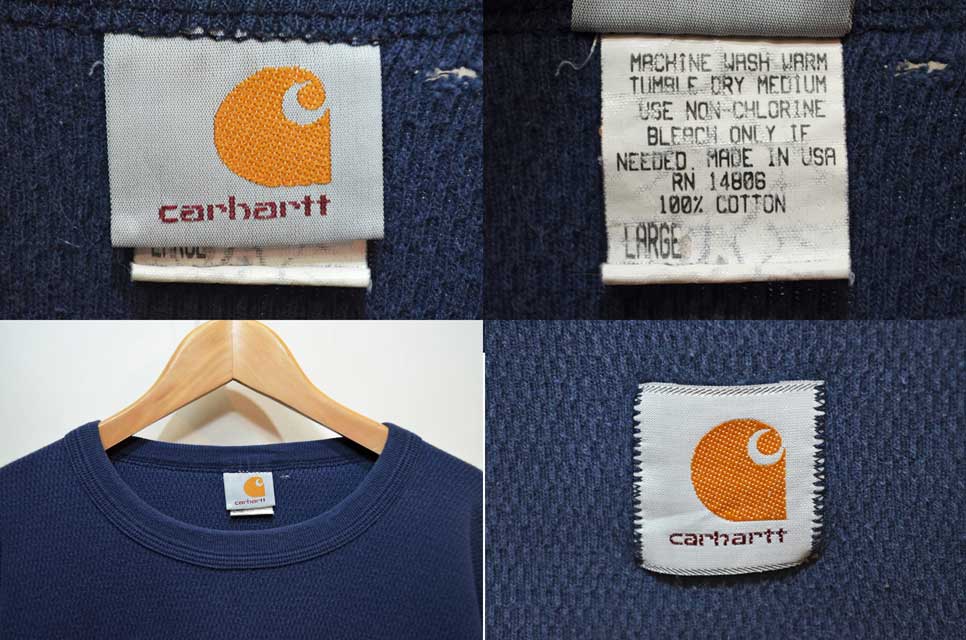 carhartt
LARGE
MACHINE WASH WARM
TUMBLE DRY MEDIUM
USE NON-CHLORINE
BLEACH ONLY IF
NEEDED. MADE IN USA
RN 14806
100% COTTON
LARGE
carhartt
carhartt